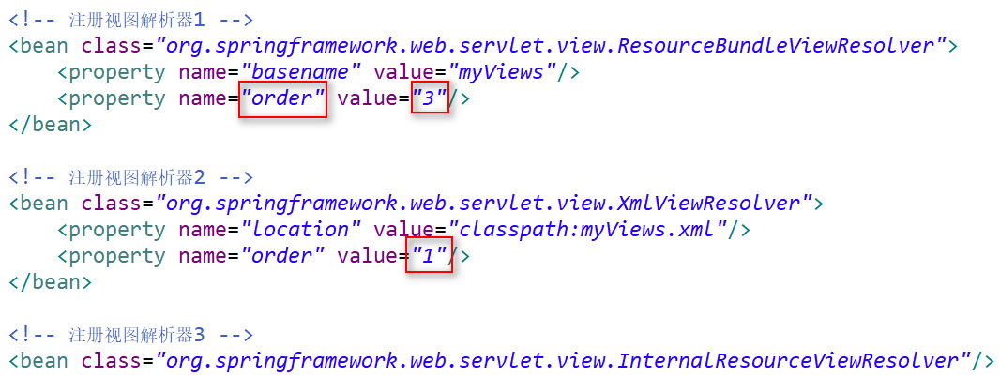 <!-- 注册视图解析器1 -->
<bean class="org.springframework.web.servlet.view.ResourceBundleViewResolver">
    <property name="basename" value="myViews"/>
    <property name="order" value="3"/>
</bean>

<!-- 注册视图解析器2 -->
<bean class="org.springframework.web.servlet.view.XmlViewResolver">
    <property name="location" value="classpath:myViews.xml"/>
    <property name="order" value="1"/>
</bean>

<!-- 注册视图解析器3 -->
<bean class="org.springframework.web.servlet.view.InternalResourceViewResolver"/>